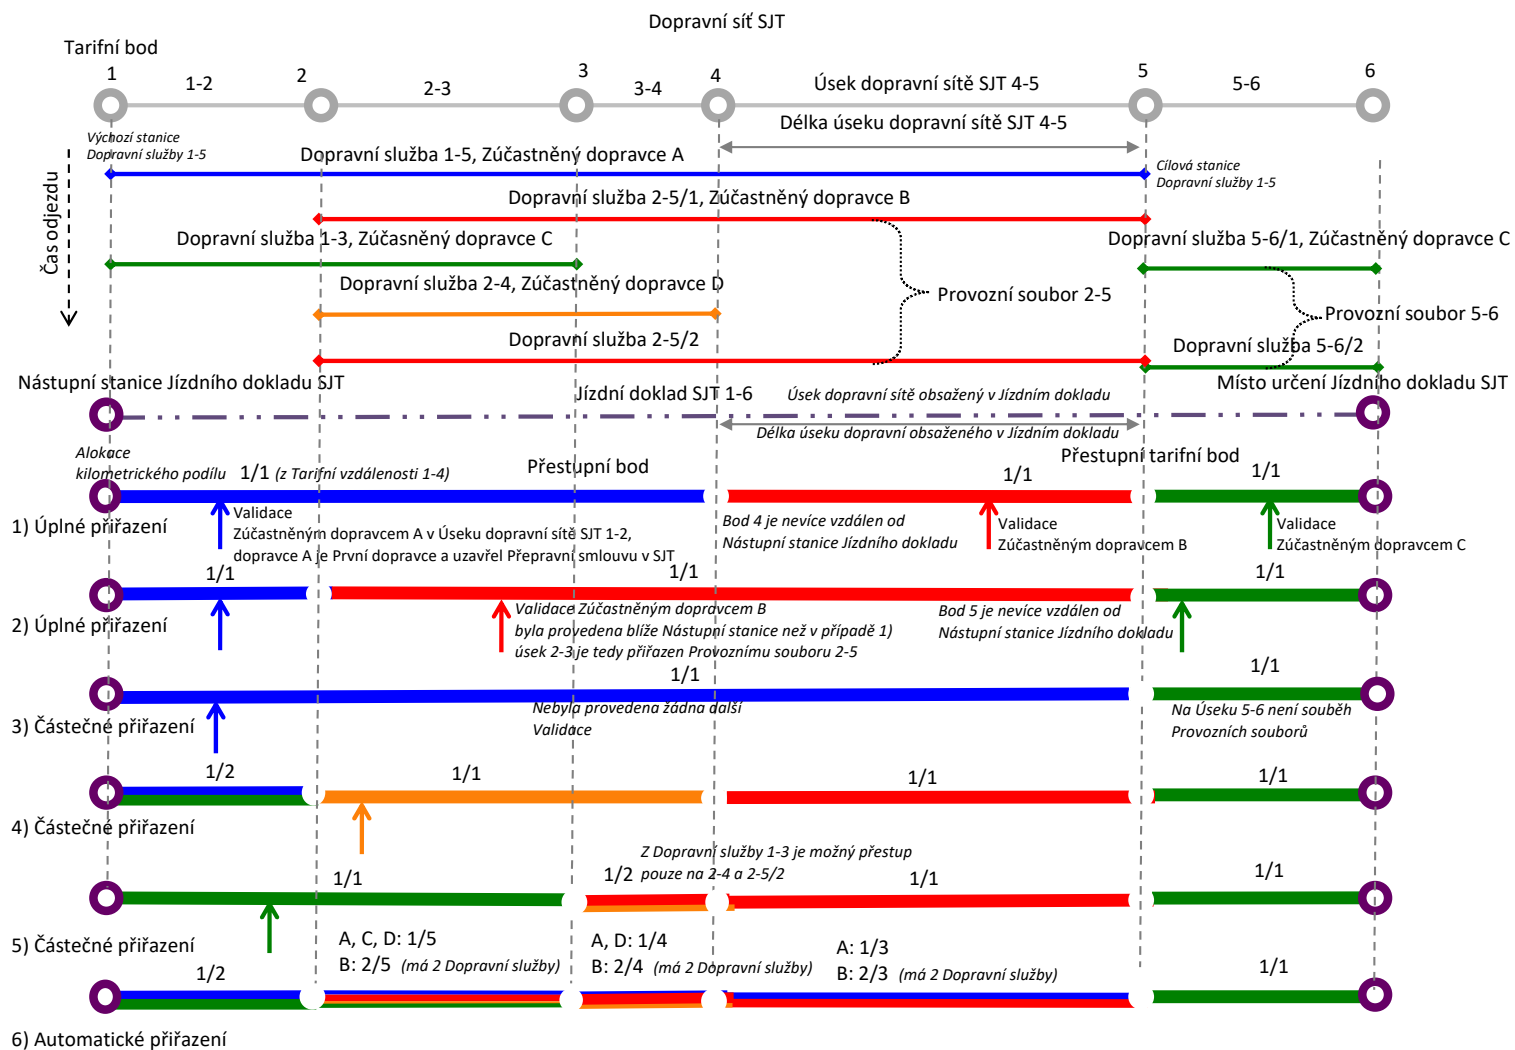 Dopravní síť SJT
Tarifní bod
1
1-2
2
2-3
3
3-4
4
Úsek dopravní sítě SJT 4-5
5
5-6
6
Délka úseku dopravní sítě SJT 4-5
Výchozí stanice
Dopravní služby 1-5
Dopravní služba 1-5, Zúčastněný dopravce A
Cílová stanice
Dopravní služby 1-5
Čas odjezdu
Dopravní služba 2-5/1, Zúčastněný dopravce B
Dopravní služba 1-3, Zúčasněný dopravce C
Dopravní služba 5-6/1, Zúčastněný dopravce C
Dopravní služba 2-4, Zúčastněný dopravce D
Provozní soubor 2-5
Provozní soubor 5-6
Dopravní služba 2-5/2
Dopravní služba 5-6/2
Nástupní stanice Jízdního dokladu SJT
Jízdní doklad SJT 1-6
Úsek dopravní sítě obsažený v Jízdním dokladu
Místo určení Jízdního dokladu SJT
Délka úseku dopravní obsaženého v Jízdním dokladu
Alokace
kilometrického podílu
1/1 (z Tarifní vzdálenosti 1-4)
Přestupní bod
1/1
Přestupní tarifní bod
1/1
1) Úplné přiřazení
Validace
Zúčastněným dopravcem A v Úseku dopravní sítě SJT 1-2,
dopravce A je První dopravce a uzavřel Přepravní smlouvu v SJT
Bod 4 je nevíce vzdálen od
Nástupní stanice Jízdního dokladu
Validace
Zúčastněným dopravcem B
Validace
Zúčastněným dopravcem C
1/1
1/1
1/1
2) Úplné přiřazení
Validace Zúčastněným dopravcem B
byla provedena blíže Nástupní stanice než v případě 1)
úsek 2-3 je tedy přiřazen Provoznímu souboru 2-5
Bod 5 je nevíce vzdálen od
Nástupní stanice Jízdního dokladu
1/1
1/1
3) Částečné přiřazení
Nebyla provedena žádna další
Validace
Na Úseku 5-6 není souběh
Provozních souborů
1/2
1/1
1/1
1/1
4) Částečné přiřazení
Z Dopravní služby 1-3 je možný přestup
pouze na 2-4 a 2-5/2
1/1
1/2
1/1
1/1
5) Částečné přiřazení
A, C, D: 1/5
B: 2/5 (má 2 Dopravní služby)
A, D: 1/4
B: 2/4 (má 2 Dopravní služby)
A: 1/3
B: 2/3 (má 2 Dopravní služby)
1/2
1/1
6) Automatické přiřazení